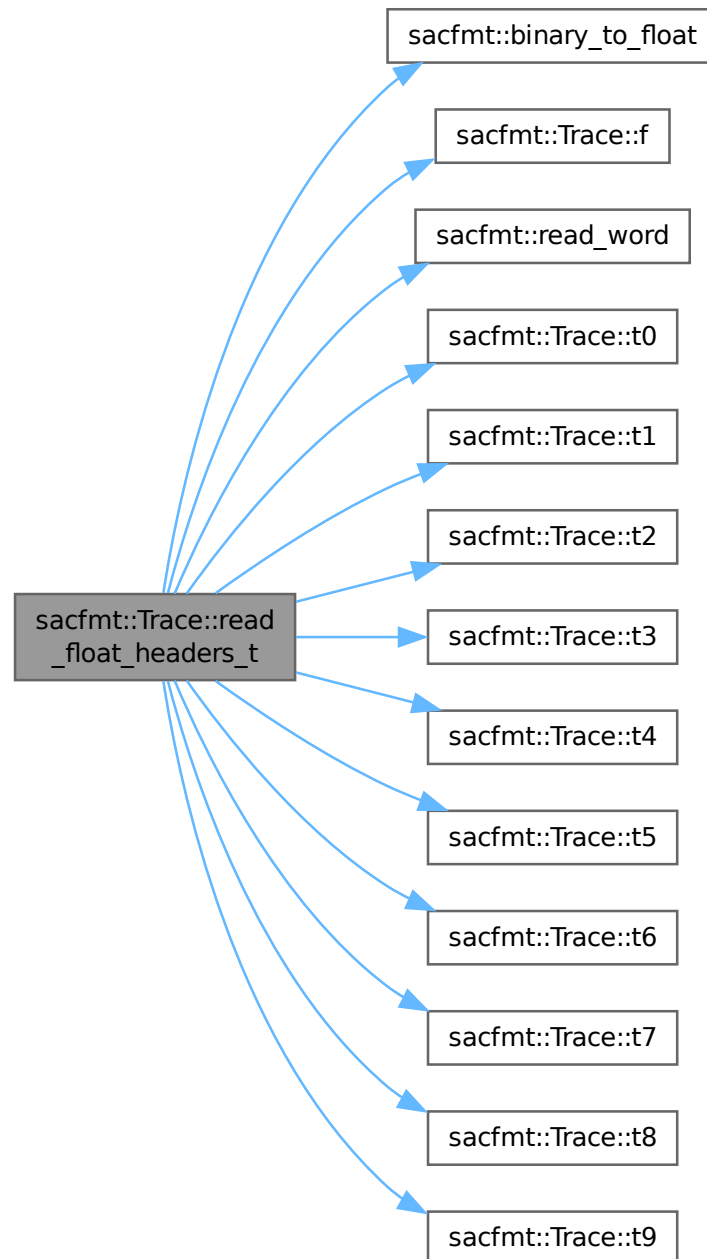 sacfmt::binary_to_float
sacfmt::Trace::f
sacfmt::read_word
sacfmt::Trace::t0
sacfmt::Trace::t1
sacfmt::Trace::t2
sacfmt::Trace::read
_float_headers_t
sacfmt::Trace::t3
sacfmt::Trace::t4
sacfmt::Trace::t5
sacfmt::Trace::t6
sacfmt::Trace::t7
sacfmt::Trace::t8
sacfmt::Trace::t9